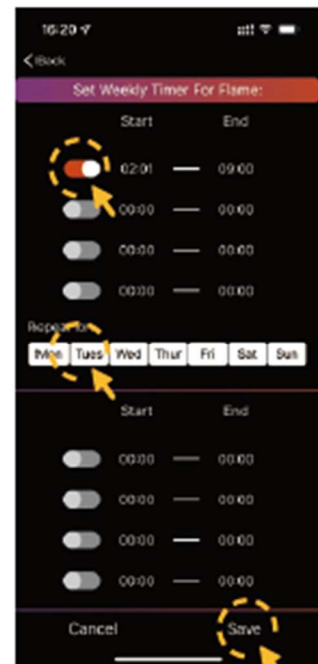 16:20
Back
Set Weekly Timer For Flame:
Start End
02:01 — 09:00
00:00 — 00:00
00:00 — 00:00
00:00 — 00:00
Repeat for
Mon Tues Wed Thur Fri Sat Sun
Start End
00:00 — 00:00
00:00 — 00:00
00:00 — 00:00
00:00 — 00:00
Cancel Save